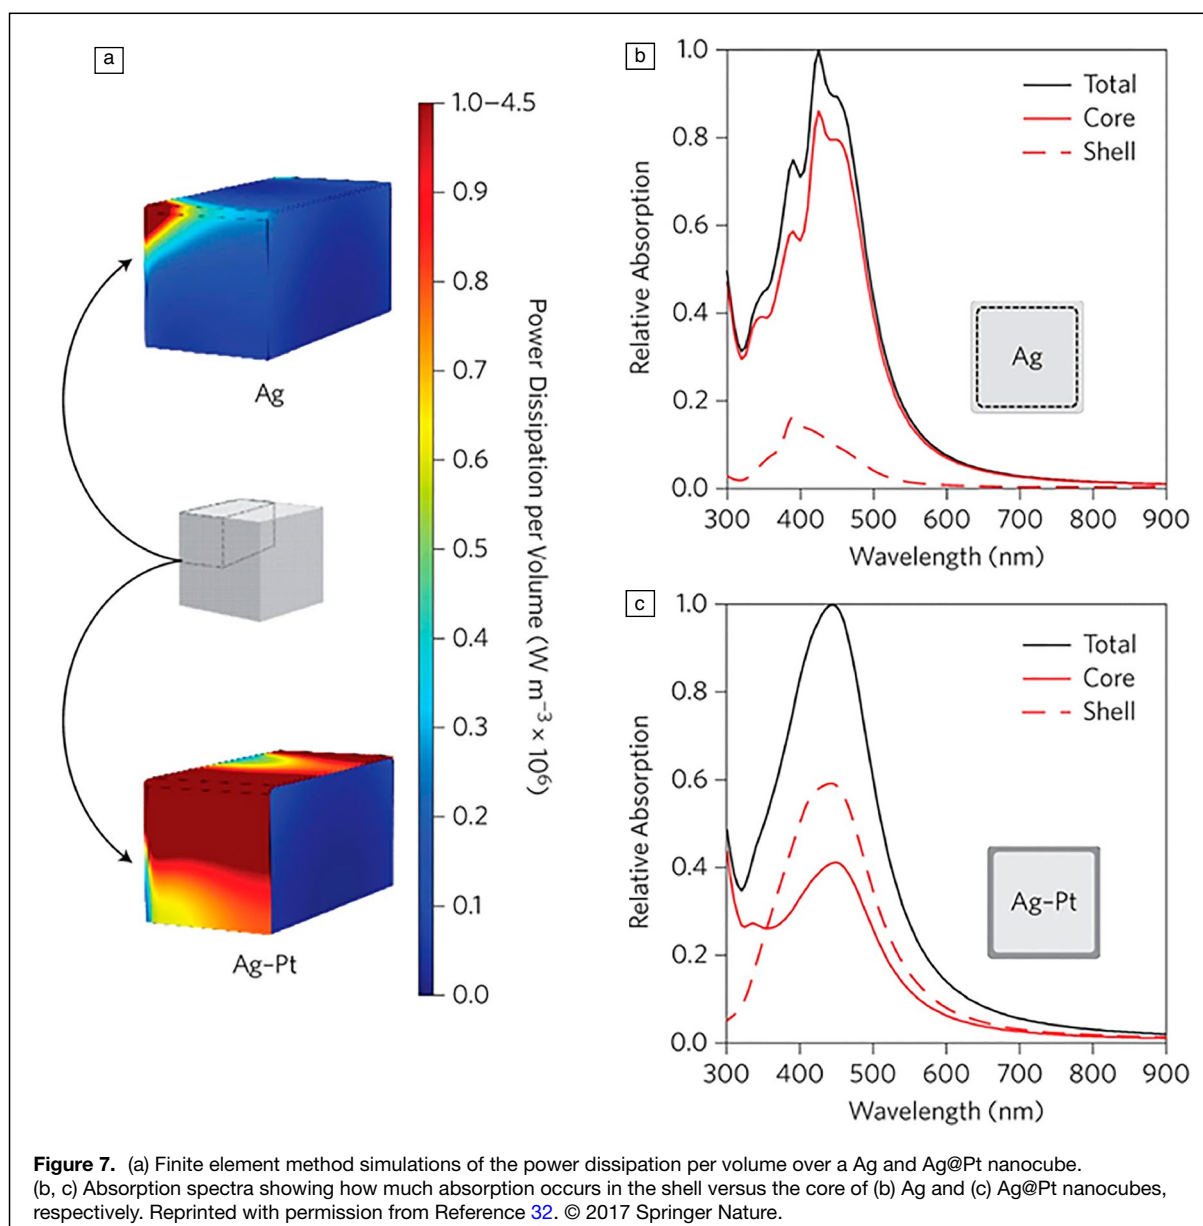 a
1.0–4.5
0.9
0.8
0.7
0.6
0.5
0.4
0.3
0.2
0.1
0.0
Power Dissipation per Volume (W m⁻³ × 10⁶)
Ag
Ag–Pt
b
1.0
0.8
0.6
0.4
0.2
0.0
Relative Absorption
Total
Core
Shell
Ag
300 400 500 600 700 800 900
Wavelength (nm)
c
1.0
0.8
0.6
0.4
0.2
0.0
Relative Absorption
Total
Core
Shell
Ag–Pt
300 400 500 600 700 800 900
Wavelength (nm)
Figure 7. (a) Finite element method simulations of the power dissipation per volume over a Ag and Ag@Pt nanocube.
(b, c) Absorption spectra showing how much absorption occurs in the shell versus the core of (b) Ag and (c) Ag@Pt nanocubes,
respectively. Reprinted with permission from Reference 32. © 2017 Springer Nature.